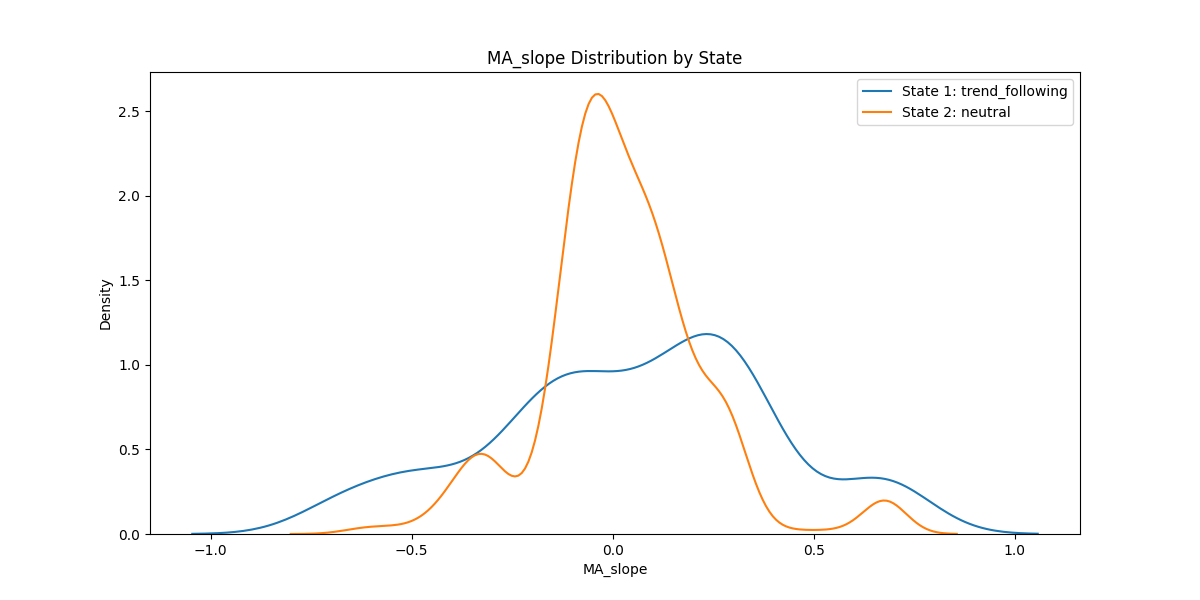 MA_slope Distribution by State
State 1: trend_following
State 2: neutral
Density
2.5
2.0
1.5
1.0
0.5
0.0
−1.0
−0.5
0.0
0.5
1.0
MA_slope